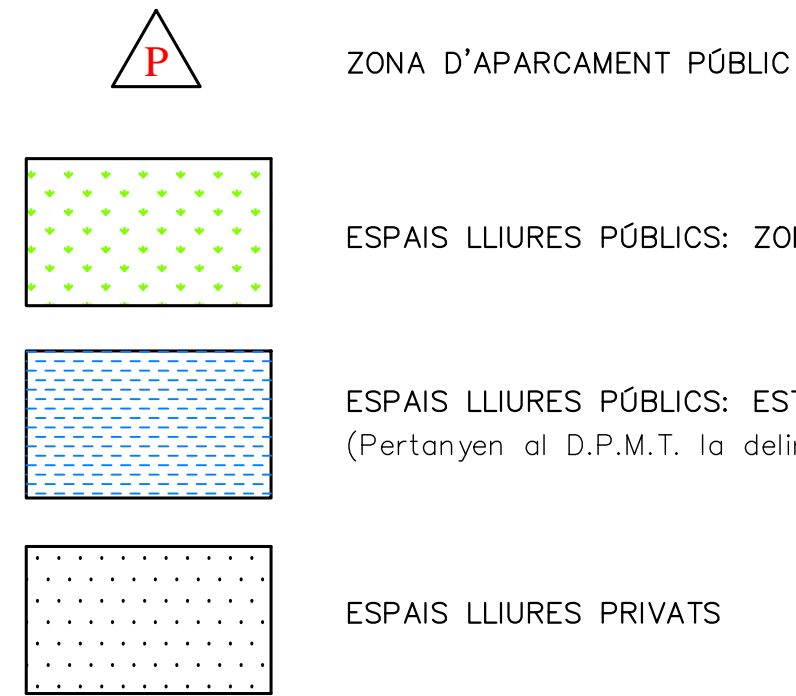 P
ZONA D'APARCAMENT PÚBLIC
ESPAIS LLIURES PÚBLICS:
ESPAIS LLIURES PÚBLICS:
(Pertanyen al D.P.M.T. la
ESPAIS LLIURES PRIVATS